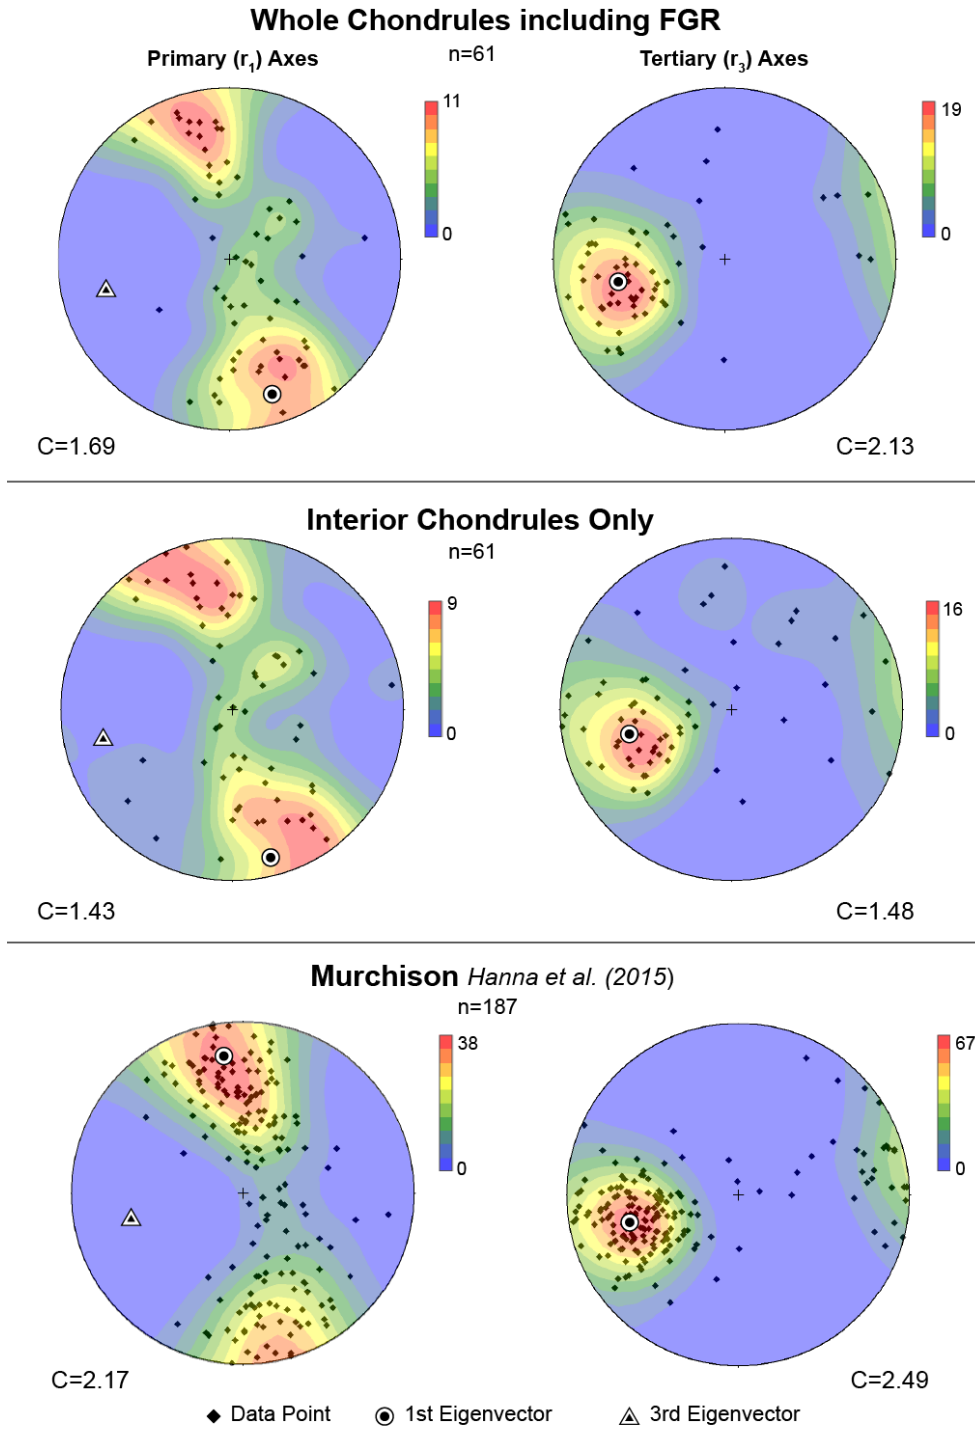 Whole Chondrules including FGR
Primary (r1) Axes
n=61
Tertiary (r3) Axes
11
0
19
0
C=1.69
C=2.13
Interior Chondrules Only
n=61
9
0
16
0
C=1.43
C=1.48
Murchison Hanna et al. (2015)
n=187
38
0
67
0
C=2.17
C=2.49
Data Point
1st Eigenvector
3rd Eigenvector